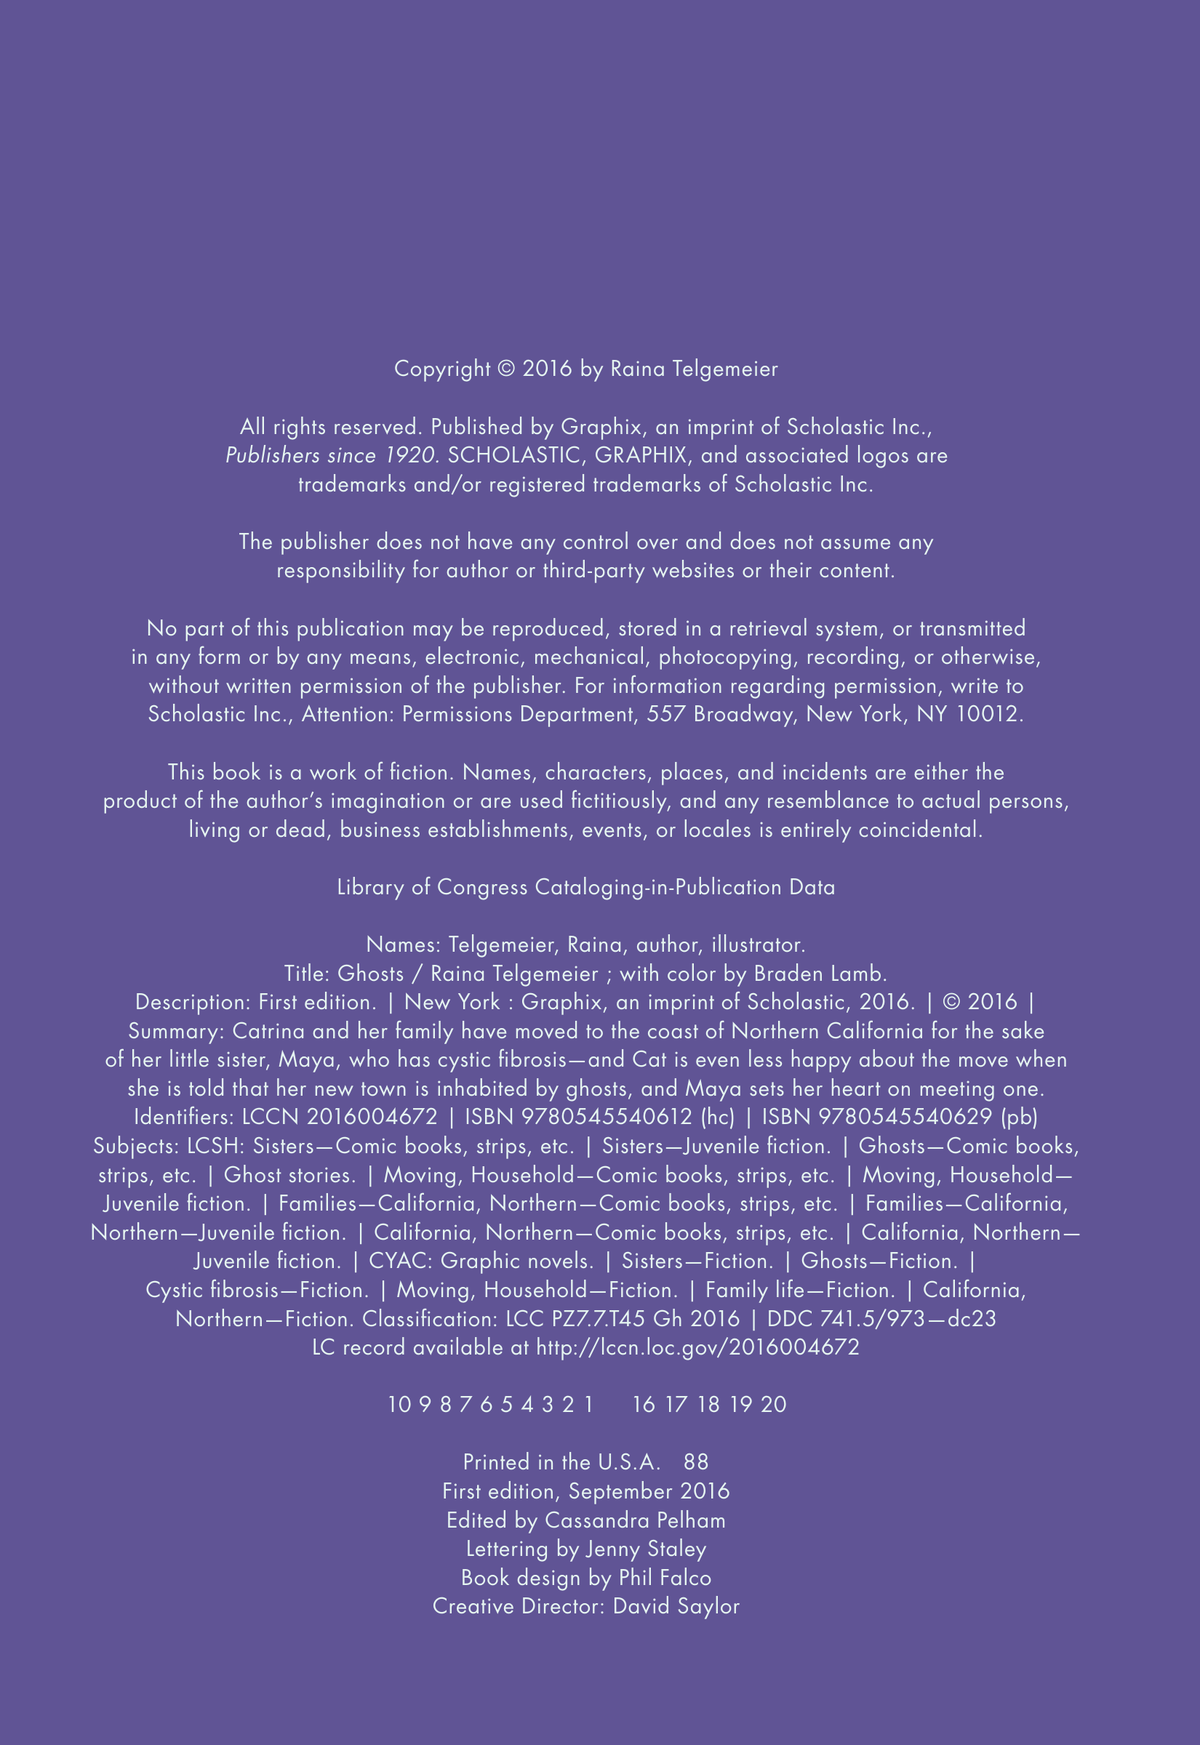 Copyright © 2016 by Raina Telgemeier
All rights reserved. Published by Graphix, an imprint of Scholastic Inc.,
Publishers since 1920. SCHOLASTIC, GRAPHIX, and associated logos are
trademarks and/or registered trademarks of Scholastic Inc.
The publisher does not have any control over and does not assume any
responsibility for author or third-party websites or their content.
No part of this publication may be reproduced, stored in a retrieval system, or transmitted
in any form or by any means, electronic, mechanical, photocopying, recording, or otherwise,
without written permission of the publisher. For information regarding permission, write to
Scholastic Inc., Attention: Permissions Department, 557 Broadway, New York, NY 10012.
This book is a work of fiction. Names, characters, places, and incidents are either the
product of the author’s imagination or are used fictitiously, and any resemblance to actual persons,
living or dead, business establishments, events, or locales is entirely coincidental.
Library of Congress Cataloging-in-Publication Data
Names: Telgemeier, Raina, author, illustrator.
Title: Ghosts / Raina Telgemeier ; with color by Braden Lamb.
Description: First edition. | New York : Graphix, an imprint of Scholastic, 2016. | © 2016 |
Summary: Catrina and her family have moved to the coast of Northern California for the sake
of her little sister, Maya, who has cystic fibrosis—and Cat is even less happy about the move when
she is told that her new town is inhabited by ghosts, and Maya sets her heart on meeting one.
Identifiers: LCCN 2016004672 | ISBN 9780545540612 (hc) | ISBN 9780545540629 (pb)
Subjects: LCSH: Sisters—Comic books, strips, etc. | Sisters—Juvenile fiction. | Ghosts—Comic books,
strips, etc. | Ghost stories. | Moving, Household—Comic books, strips, etc. | Moving, Household—
Juvenile fiction. | Families—California, Northern—Comic books, strips, etc. | Families—California,
Northern—Juvenile fiction. | California, Northern—Comic books, strips, etc. | California, Northern—
Juvenile fiction. | CYAC: Graphic novels. | Sisters—Fiction. | Ghosts—Fiction. |
Cystic fibrosis—Fiction. | Moving, Household—Fiction. | Family life—Fiction. | California,
Northern—Fiction. Classification: LCC PZ7.7.T45 Gh 2016 | DDC 741.5/973—dc23
LC record available at http://lccn.loc.gov/2016004672
10 9 8 7 6 5 4 3 2 1 16 17 18 19 20
Printed in the U.S.A. 88
First edition, September 2016
Edited by Cassandra Pelham
Lettering by Jenny Staley
Book design by Phil Falco
Creative Director: David Saylor